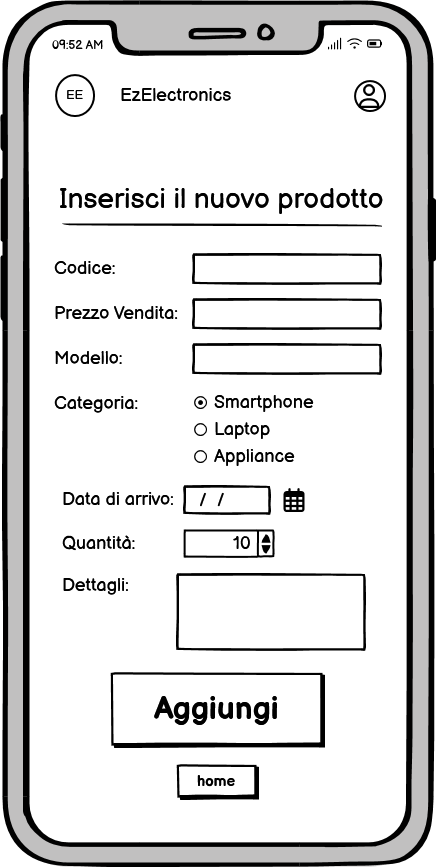 09:52 AM
EE EzElectronics
Inserisci il nuovo prodotto
Codice:
Prezzo Vendita:
Modello:
Categoria: Smartphone
Laptop
Appliance
Data di arrivo: / /
Quantità: 10
Dettagli:
Aggiungi
home